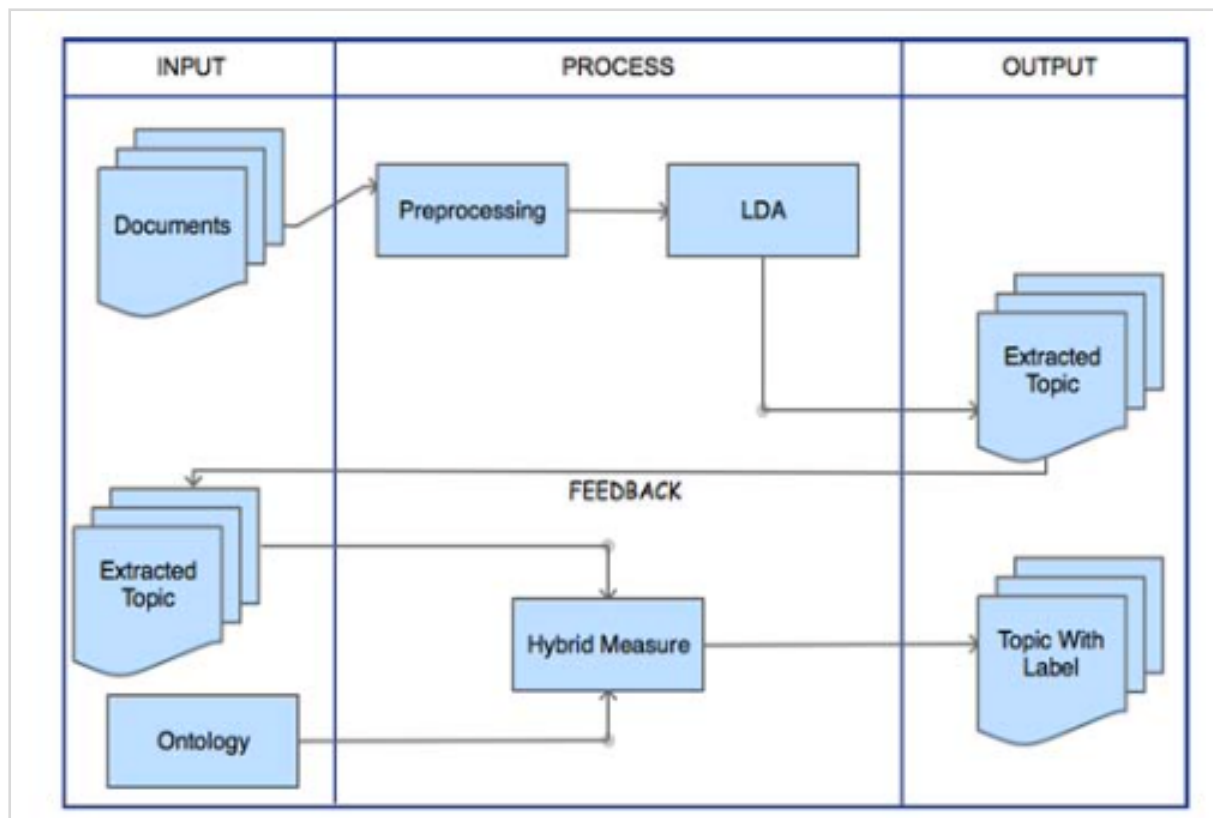 INPUT
PROCESS
OUTPUT
Documents
Preprocessing
LDA
Extracted
Topic
FEEDBACK
Extracted
Topic
Hybrid Measure
Topic With
Label
Ontology